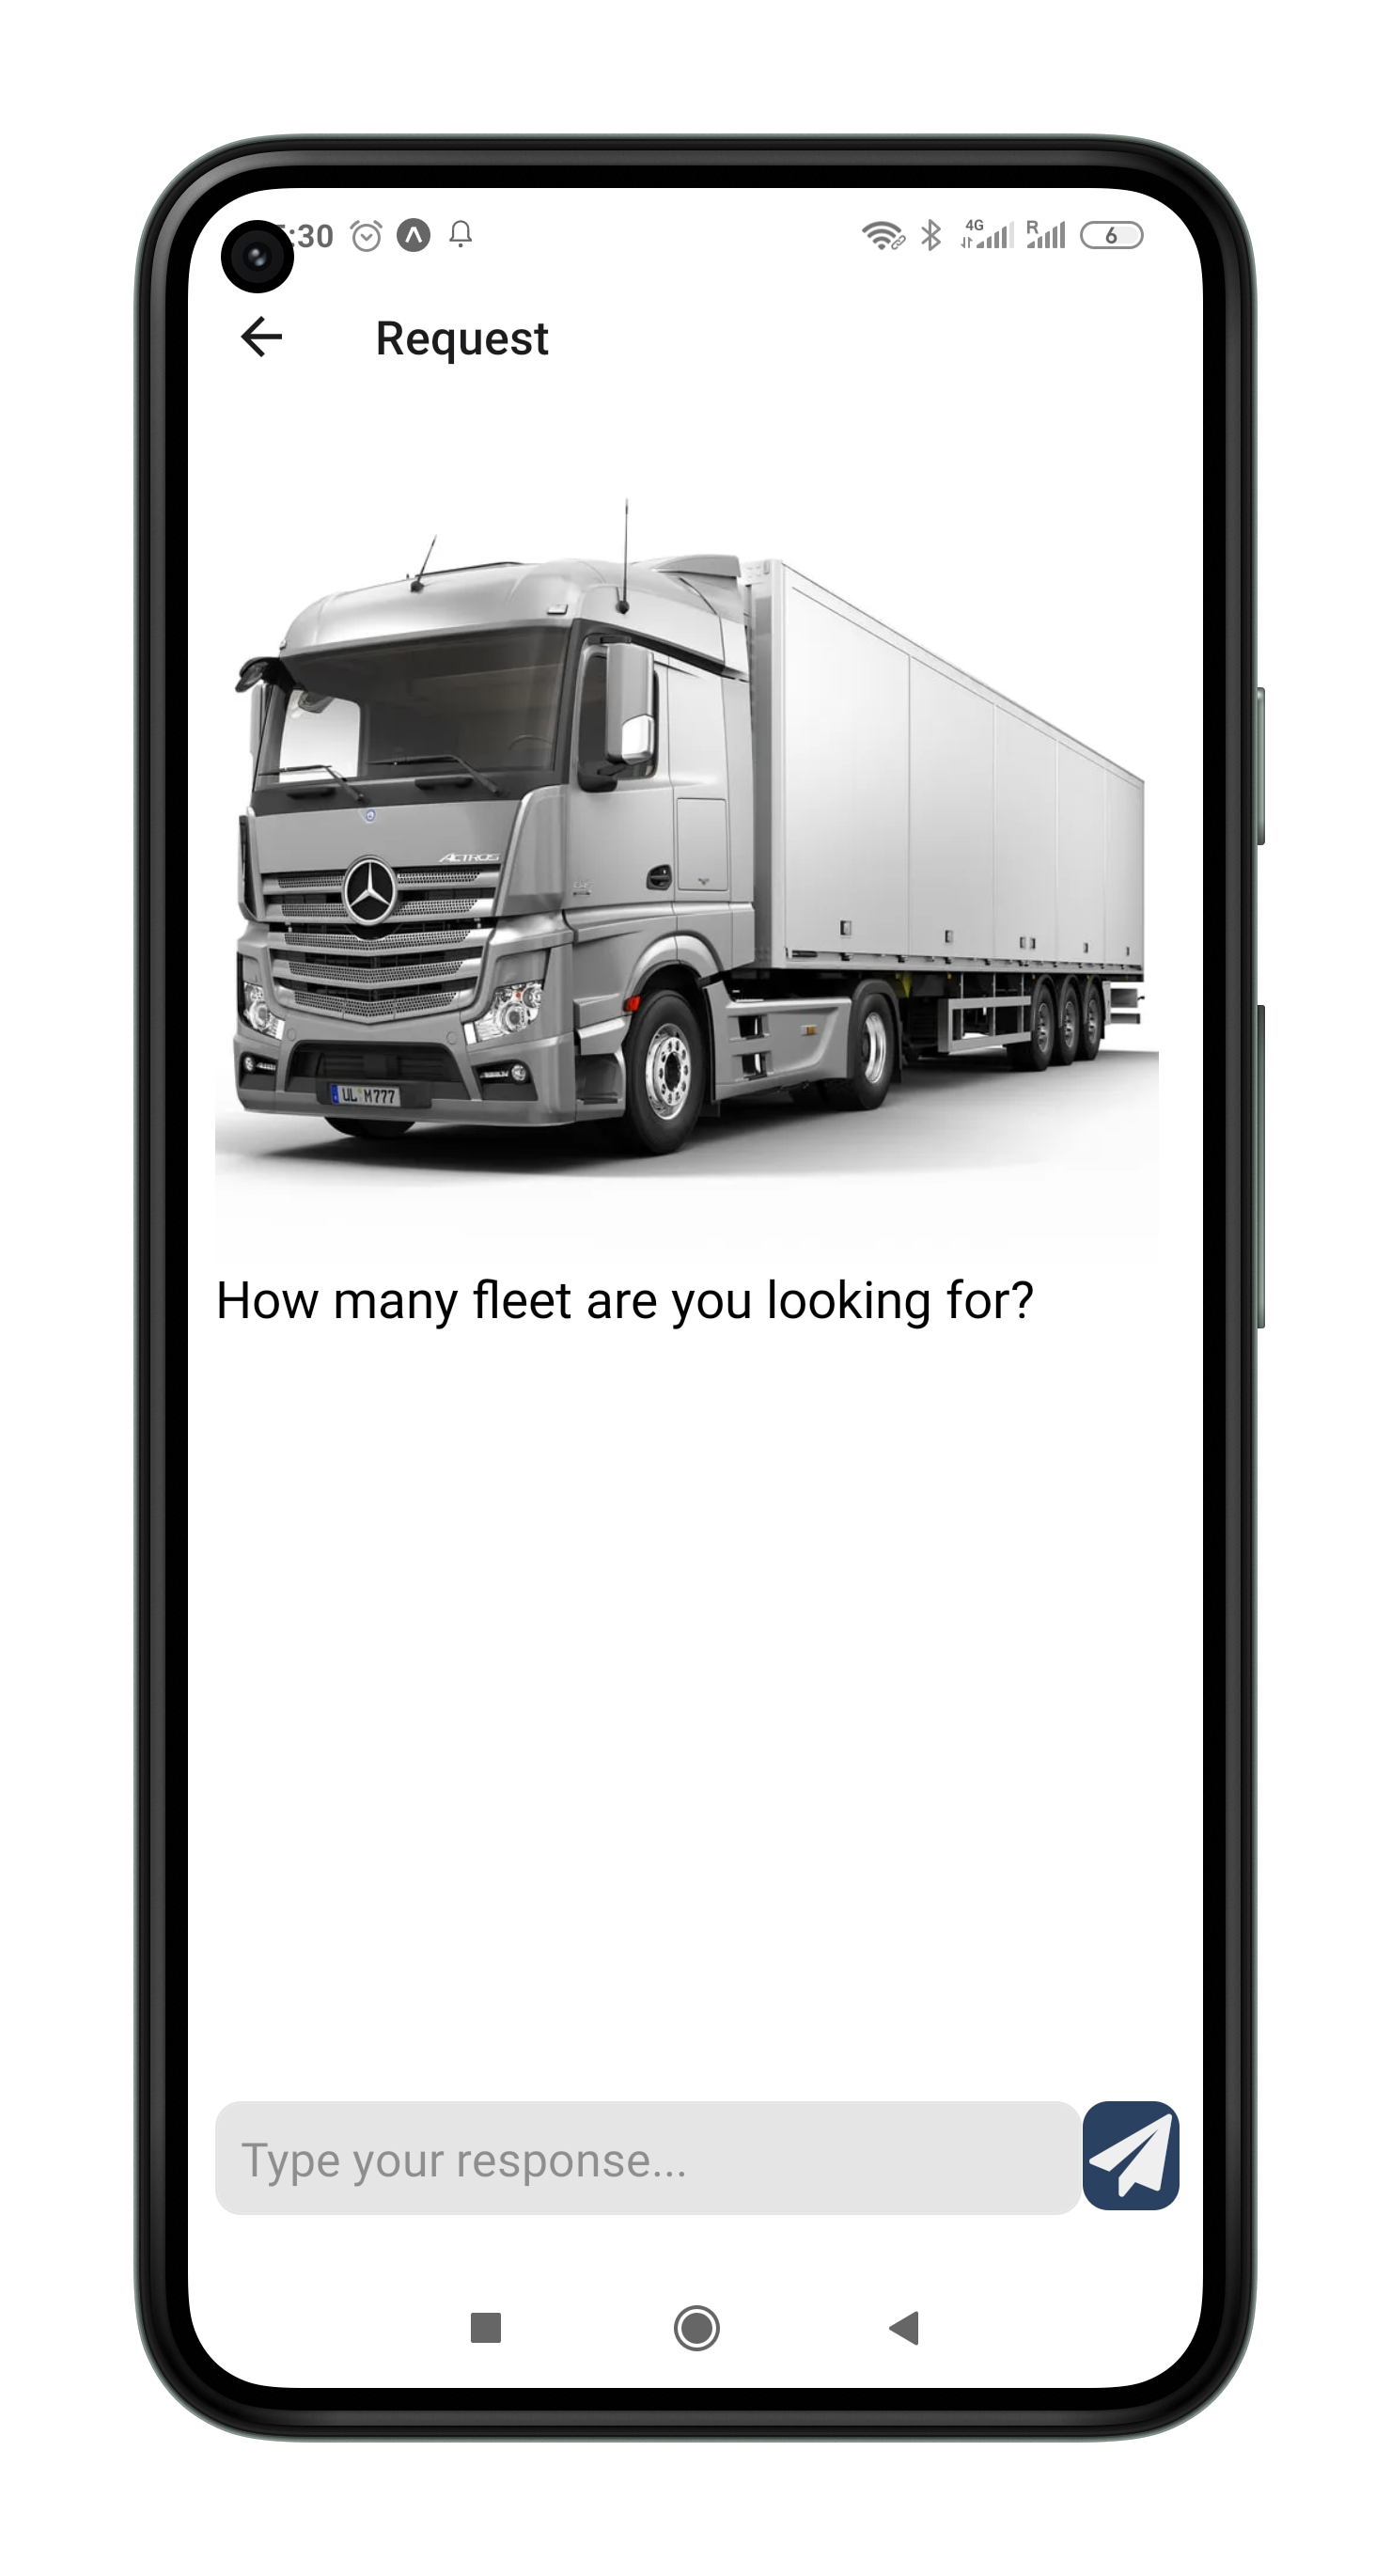 :30
4G R 6
Request
ACTROS
UL M777
How many fleet are you looking for?
Type your response...